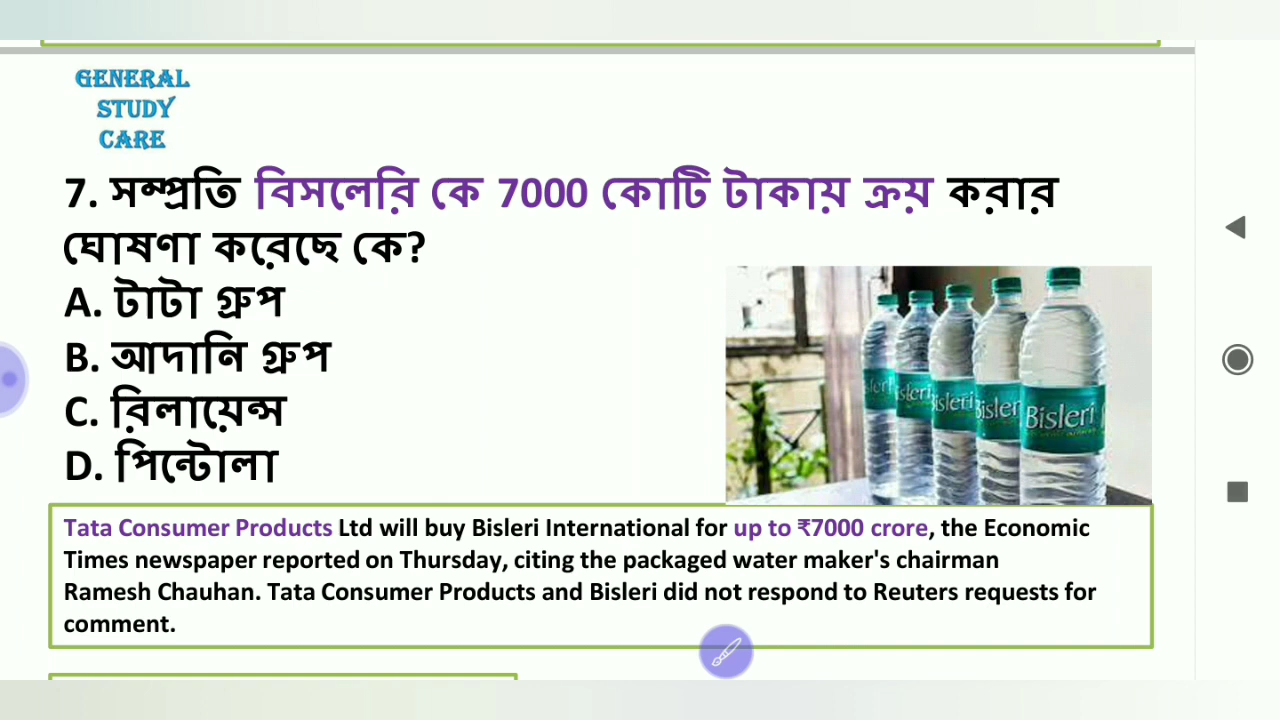 GENERAL
STUDY
CARE
7. সম্প্রতি বিসলেরি কে 7000 কোটি টাকায় ক্রয় করার
ঘোষণা করেছে কে?
A. টাটা গ্রুপ
B. আদানি গ্রুপ
C. রিলায়েন্স
D. পিন্টোলা
Bisleri
Tata Consumer Products Ltd will buy Bisleri International for up to ₹7000 crore, the Economic
Times newspaper reported on Thursday, citing the packaged water maker's chairman
Ramesh Chauhan. Tata Consumer Products and Bisleri did not respond to Reuters requests for
comment.